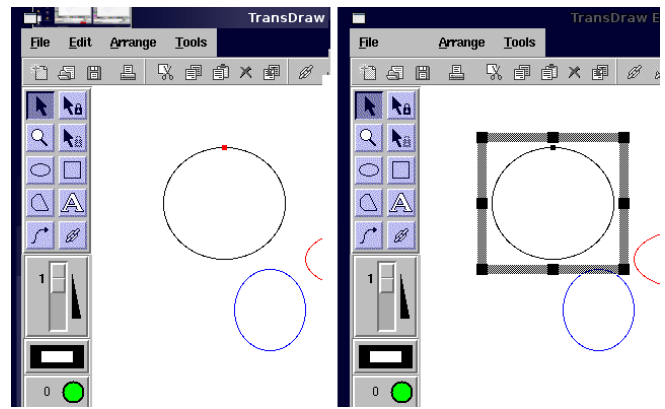 TransDraw
File Edit Arrange Tools
A
1
0
TransDraw E
File Arrange Tools
A
1
0